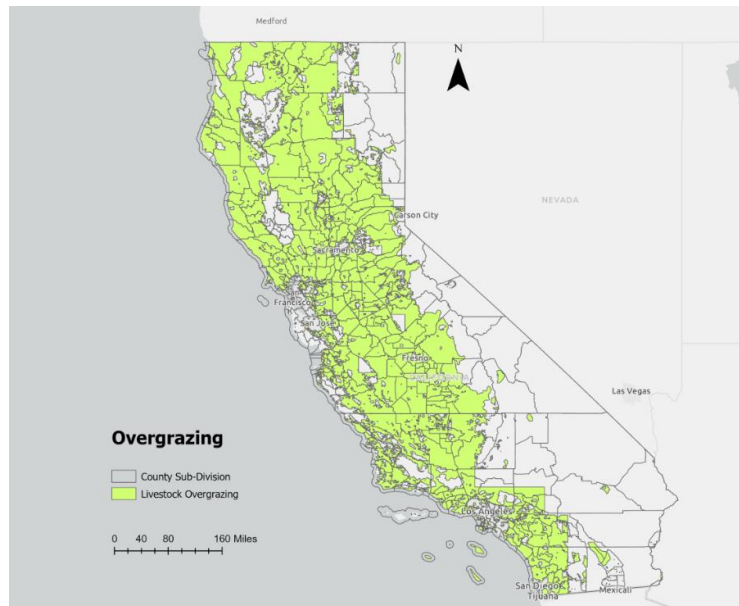 Medford
N
NEVADA
Carson City
Sacramento
San
Francisco
San Jose
Fresno
Las Vegas
Overgrazing
County Sub-Division
Livestock Overgrazing
0 40 80 160 Miles
Los Angeles
San Diego
Tijuana
Mexicali